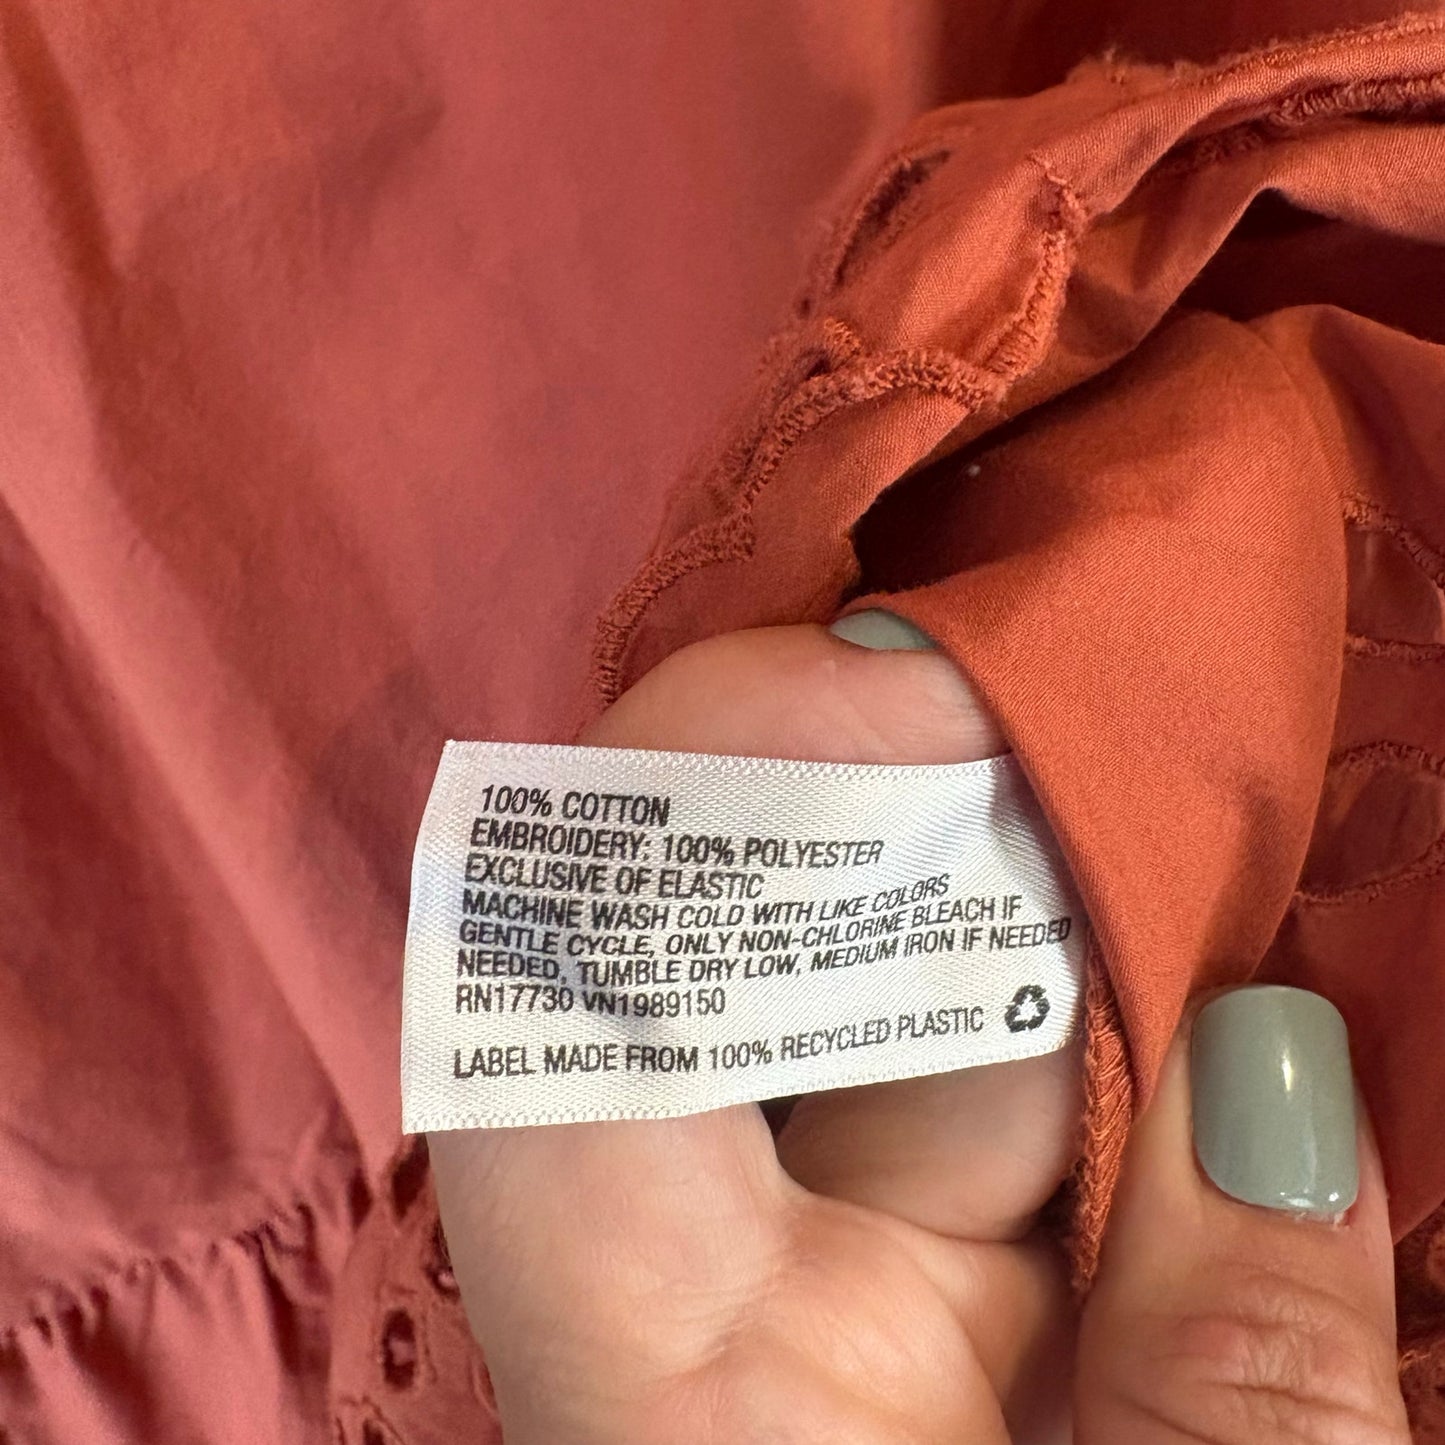 100% COTTON
EMBROIDERY: 100% POLYESTER
EXCLUSIVE OF ELASTIC
MACHINE WASH COLD WITH LIKE COLORS
GENTLE CYCLE, ONLY NON-CHLORINE BLEACH IF
NEEDED, TUMBLE DRY LOW, MEDIUM IRON IF NEEDED
RN17730 VN1989150
LABEL MADE FROM 100% RECYCLED PLASTIC